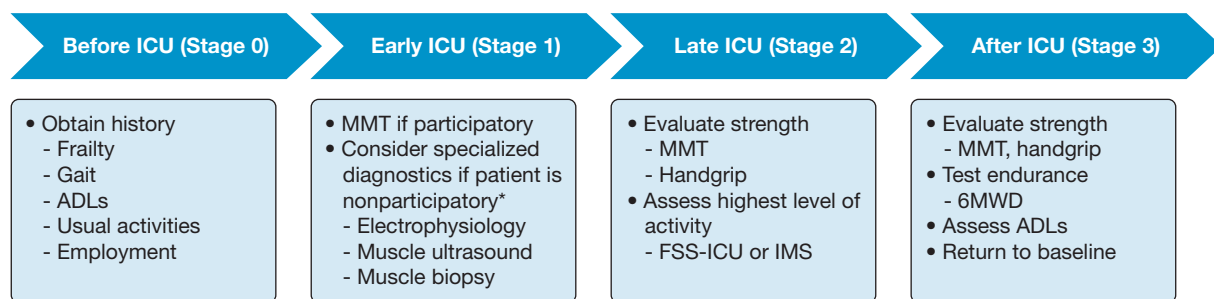 Before ICU (Stage 0)
Early ICU (Stage 1)
Late ICU (Stage 2)
After ICU (Stage 3)
• Obtain history
- Frailty
- Gait
- ADLs
- Usual activities
- Employment
• MMT if participatory
• Consider specialized
diagnostics if patient is
nonparticipatory*
- Electrophysiology
- Muscle ultrasound
- Muscle biopsy
• Evaluate strength
- MMT
- Handgrip
• Assess highest level of
activity
- FSS-ICU or IMS
• Evaluate strength
- MMT, handgrip
• Test endurance
- 6MWD
• Assess ADLs
• Return to baseline